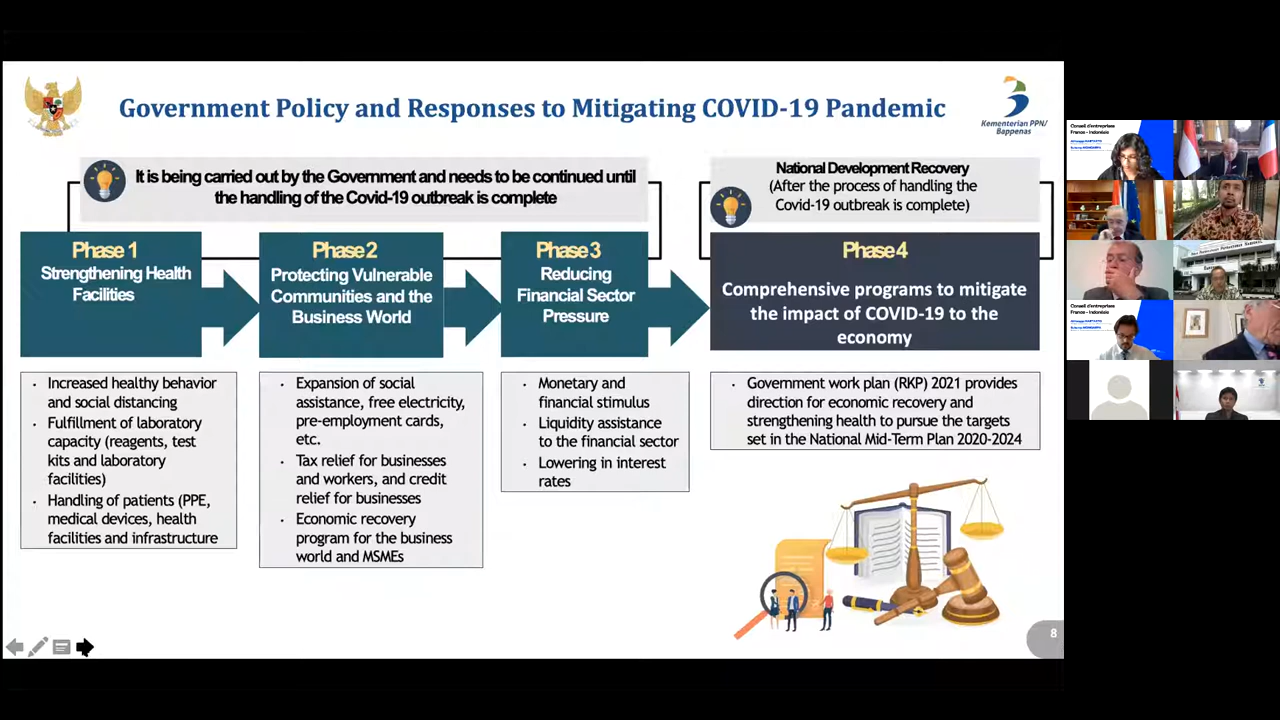 Government Policy and Responses to Mitigating COVID-19 Pandemic
Kementerian PPN/
Bappenas
It is being carried out by the Government and needs to be continued until
the handling of the Covid-19 outbreak is complete
National Development Recovery
(After the process of handling the
Covid-19 outbreak is complete)
Phase 1
Strengthening Health
Facilities
Phase 2
Protecting Vulnerable
Communities and the
Business World
Phase 3
Reducing
Financial Sector
Pressure
Phase 4
Comprehensive programs to mitigate
the impact of COVID-19 to the
economy
• Increased healthy behavior
and social distancing
• Fulfillment of laboratory
capacity (reagents, test
kits and laboratory
facilities)
• Handling of patients (PPE,
medical devices, health
facilities and infrastructure
• Expansion of social
assistance, free electricity,
pre-employment cards,
etc.
• Tax relief for businesses
and workers, and credit
relief for businesses
• Economic recovery
program for the business
world and MSMEs
• Monetary and
financial stimulus
• Liquidity assistance
to the financial sector
• Lowering in interest
rates
• Government work plan (RKP) 2021 provides
direction for economic recovery and
strengthening health to pursue the targets
set in the National Mid-Term Plan 2020-2024
8
Conseil d'entreprises
France - Indonésie
Conseil d'entreprises
France - Indonésie